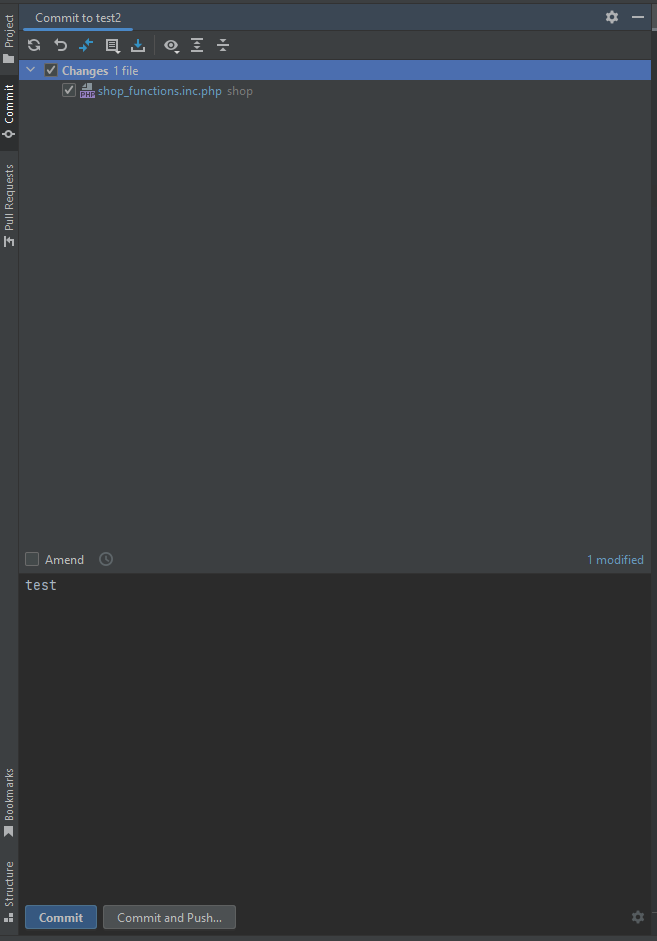 Commit to test2
Project
Commit
Pull Requests
Bookmarks
Structure
Changes 1 file
PHP shop_functions.inc.php shop
Amend 1 modified
test
Commit Commit and Push...